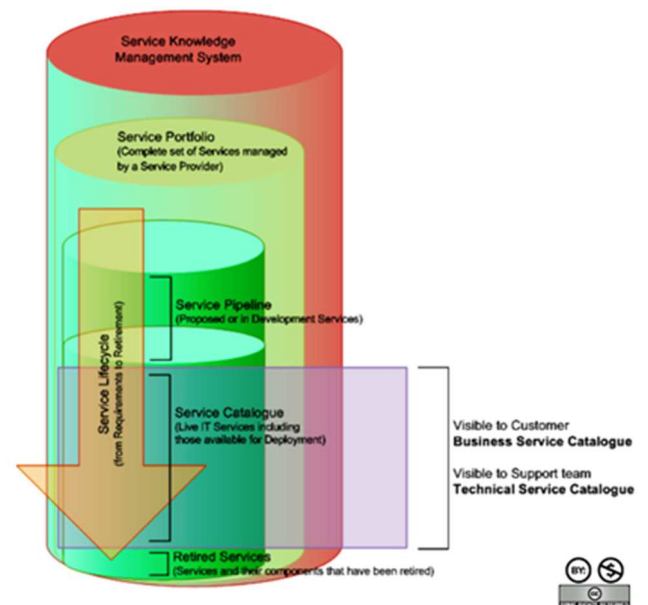 Service Knowledge
Management System
Service Portfolio
(Complete set of Services managed
by a Service Provider)
Service Pipeline
(Proposed or in Development Services)
Service Lifecycle
(from Requirements to Retirement)
Service Catalogue
(Live IT Services including
those available for Deployment)
Visible to Customer
Business Service Catalogue
Visible to Support team
Technical Service Catalogue
Retired Services
(Services and their components that have been retired)
BY:
$
cc